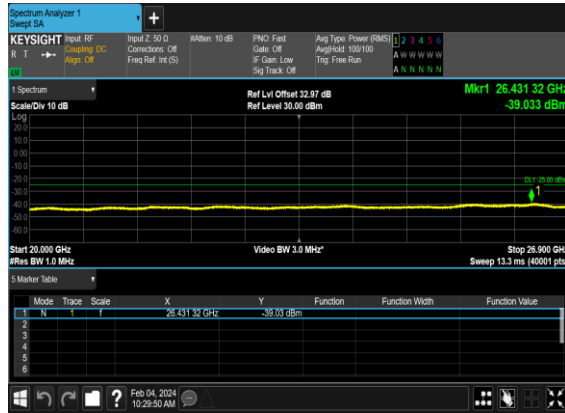 Spectrum Analyzer 1
Swept SA
+
KEYSIGHT Input: RF Input Z: 50 Ω #Atten: 10 dB PNO: Fast Avg Type: Power (RMS) 1 2 3 4 5 6
R T Coupling: DC Corrections: Off Gate: Off Avg|Hold: 100/100 A W W W W W
Align: Off Freq Ref: Int (S) IF Gain: Low Trig: Free Run
Sig Track: Off A N N N N N
1 Spectrum Ref Lvl Offset 32.97 dB Mkr1 26.431 32 GHz
Scale/Div 10 dB Ref Level 30.00 dBm -39.033 dBm
Log
20.0
10.0
0.00
-10.0
-20.0
DL1 -25.00 dBm
-30.0
1
-40.0
-50.0
-60.0
Start 20.000 GHz Video BW 3.0 MHz* Stop 26.900 GHz
#Res BW 1.0 MHz Sweep 13.3 ms (40001 pts)
5 Marker Table
Mode Trace Scale X Y Function Function Width Function Value
1 N 1 f 26.431 32 GHz -39.03 dBm
2
3
4
5
6
? Feb 04, 2024
10:29:50 AM